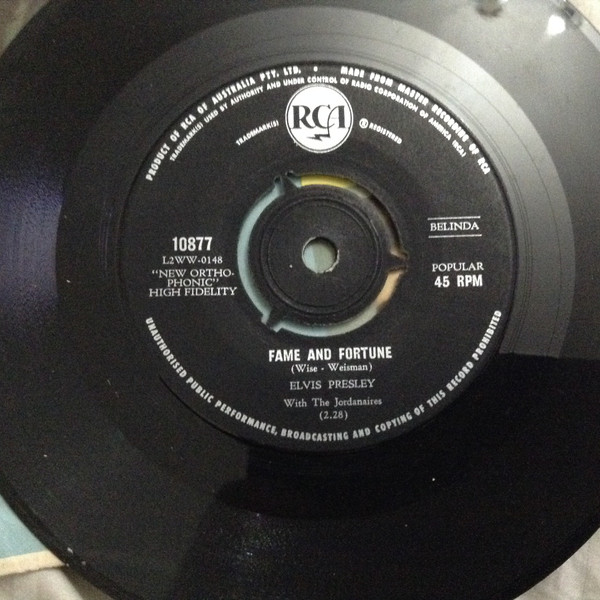 PRODUCT OF RCA OF AUSTRALIA PTY. LTD. • MADE FROM MASTER RECORDING OF RCA
TRADEMARK(S) USED BY AUTHORITY AND UNDER CONTROL OF RADIO CORPORATION OF AMERICA (RCA)
RCA
TRADEMARK(S) ® REGISTERED
BELINDA
10877
L2WW-0148
"NEW ORTHO-
PHONIC"
HIGH FIDELITY
POPULAR
45 RPM
FAME AND FORTUNE
(Wise - Weisman)
ELVIS PRESLEY
With The Jordanaires
(2.28)
UNAUTHORISED PUBLIC PERFORMANCE, BROADCASTING AND COPYING OF THIS RECORD PROHIBITED